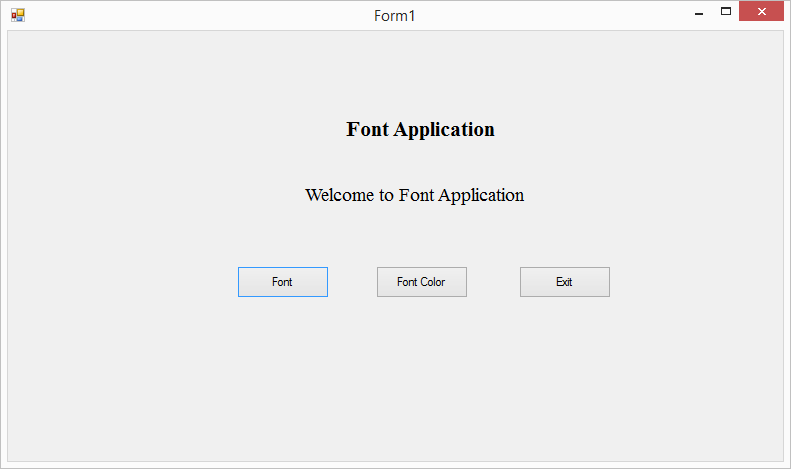 Form1
Font Application
Welcome to Font Application
Font Font Color Exit